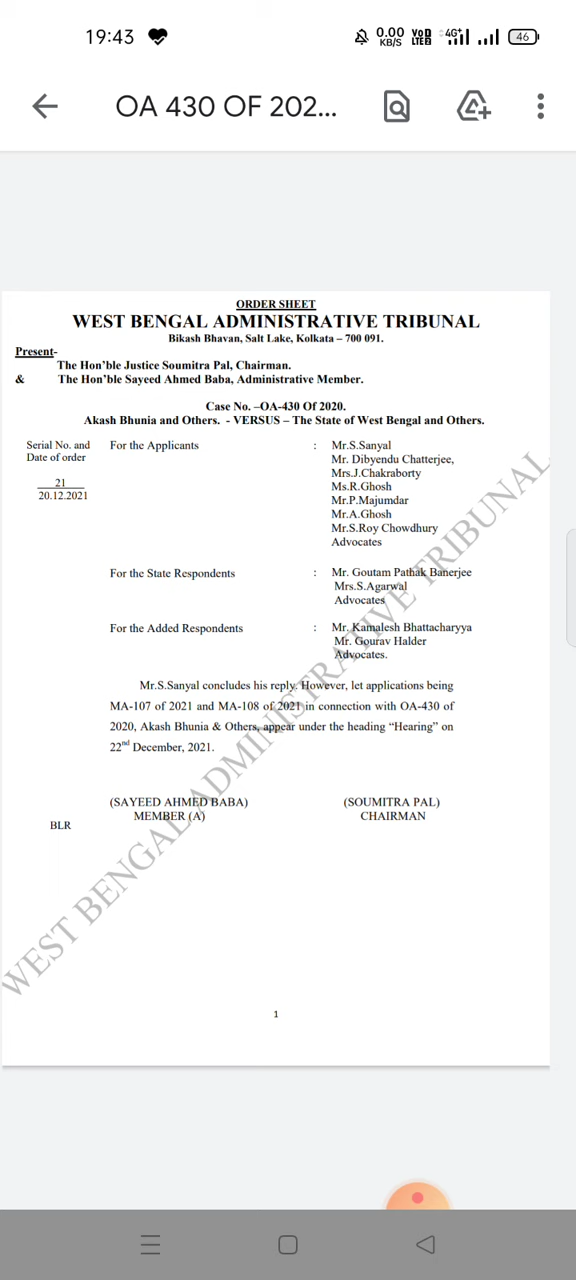 19:43
0.00 KB/S
VoD LTE2
4G+
46
OA 430 OF 202...
ORDER SHEET
WEST BENGAL ADMINISTRATIVE TRIBUNAL
Bikash Bhavan, Salt Lake, Kolkata – 700 091.
Present-
The Hon'ble Justice Soumitra Pal, Chairman.
& The Hon'ble Sayeed Ahmed Baba, Administrative Member.
Case No. –OA-430 Of 2020.
Akash Bhunia and Others. - VERSUS – The State of West Bengal and Others.
Serial No. and
Date of order
21
20.12.2021
For the Applicants : Mr.S.Sanyal
Mr. Dibyendu Chatterjee,
Mrs.J.Chakraborty
Ms.R.Ghosh
Mr.P.Majumdar
Mr.A.Ghosh
Mr.S.Roy Chowdhury
Advocates
For the State Respondents : Mr. Goutam Pathak Banerjee
Mrs.S.Agarwal
Advocates
For the Added Respondents : Mr. Kamalesh Bhattacharyya
Mr. Gourav Halder
Advocates.
Mr.S.Sanyal concludes his reply. However, let applications being
MA-107 of 2021 and MA-108 of 2021 in connection with OA-430 of
2020, Akash Bhunia & Others, appear under the heading “Hearing” on
22nd December, 2021.
(SAYEED AHMED BABA) (SOUMITRA PAL)
MEMBER (A) CHAIRMAN
BLR
WEST BENGAL ADMINISTRATIVE TRIBUNAL
1